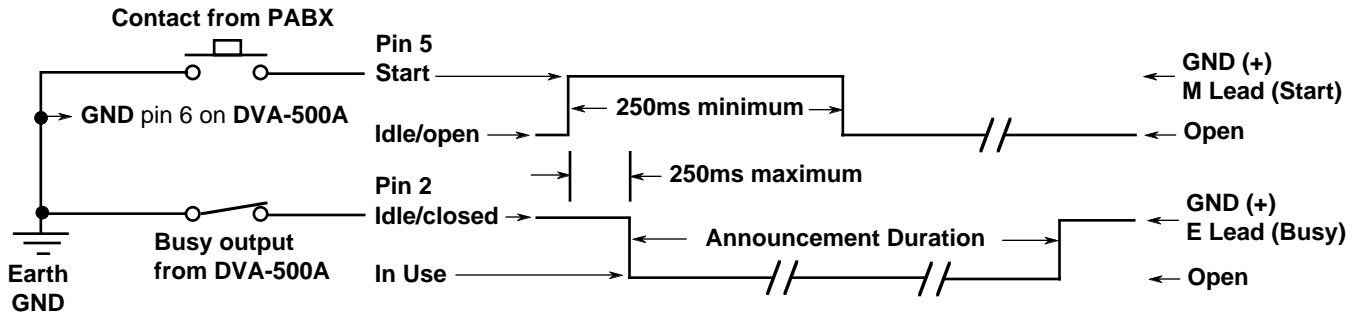 Contact from PABX
Pin 5
Start
GND (+)
M Lead (Start)
250ms minimum
GND pin 6 on DVA-500A
Idle/open
Open
250ms maximum
Pin 2
Idle/closed
GND (+)
E Lead (Busy)
Announcement Duration
Busy output
from DVA-500A
In Use
Open
Earth
GND